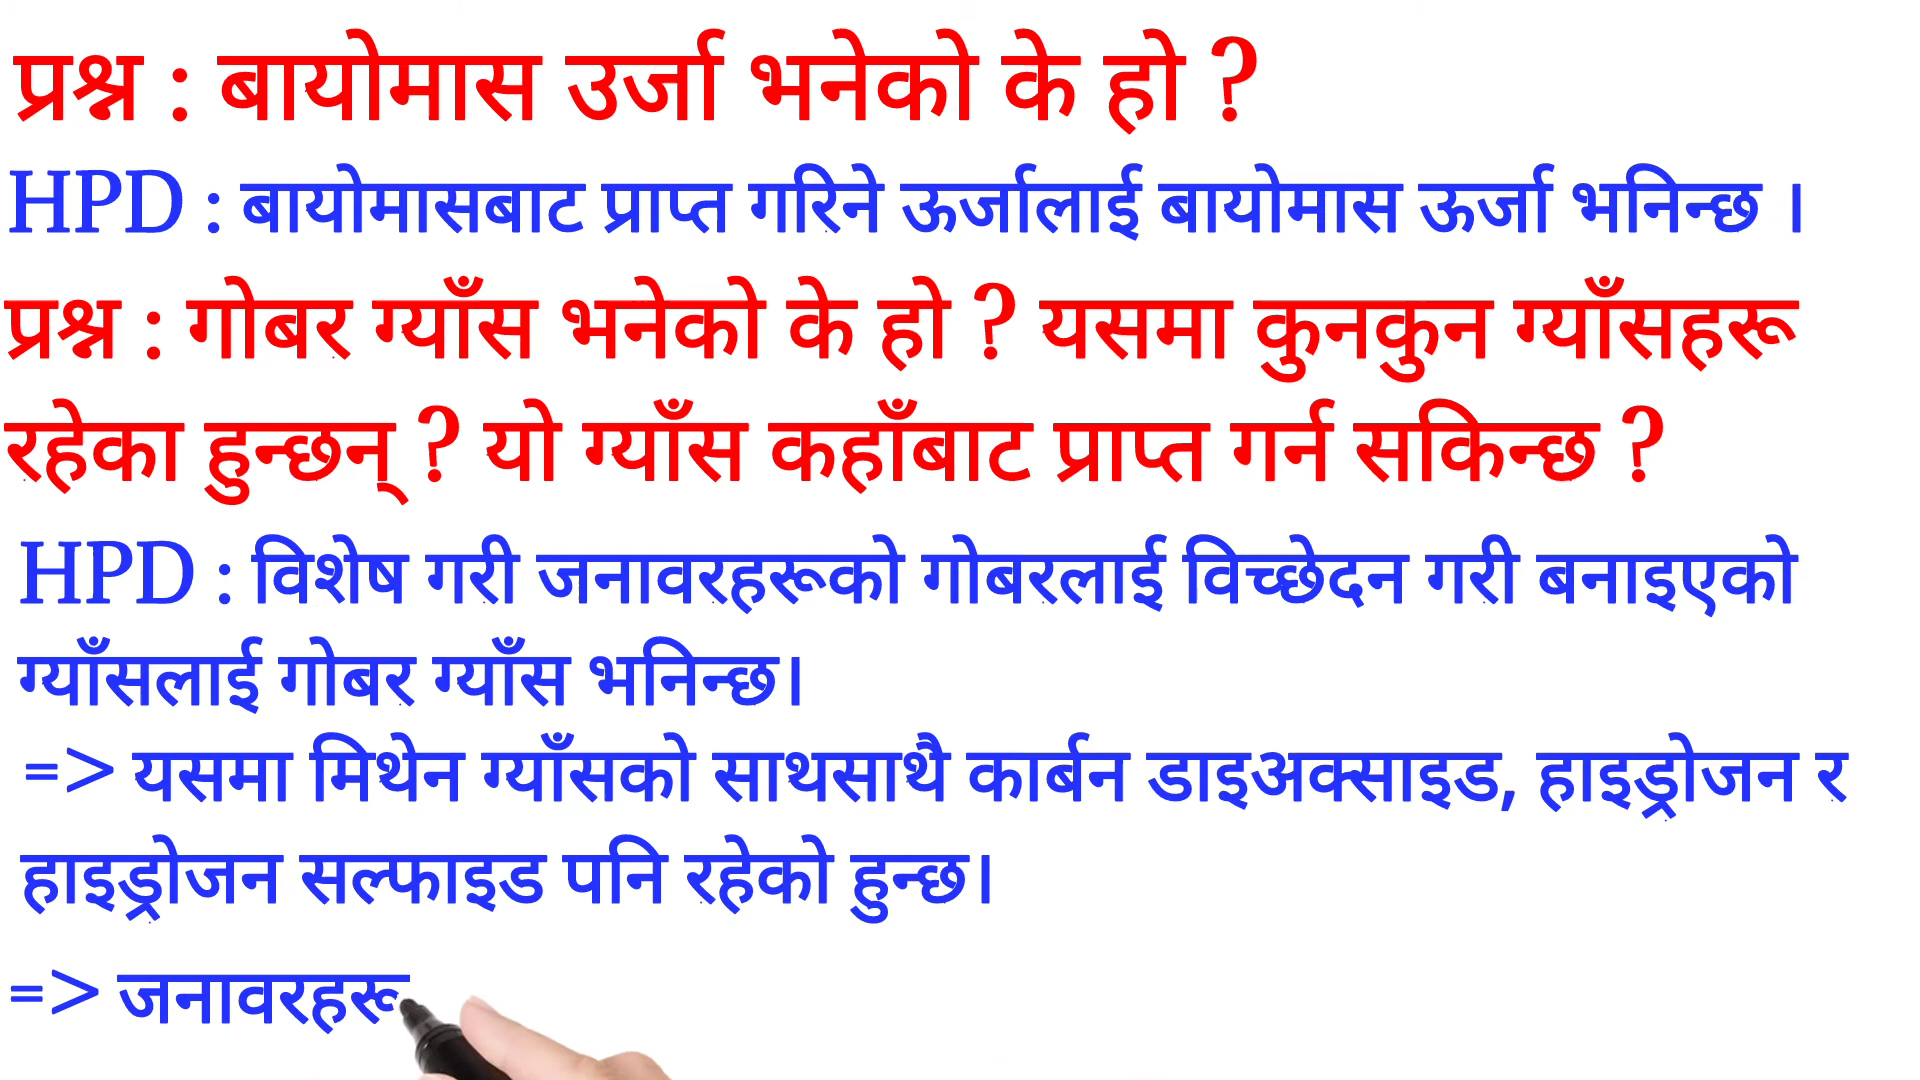 प्रश्न : बायोमास उर्जा भनेको के हो ?
HPD : बायोमासबाट प्राप्त गरिने ऊर्जालाई बायोमास ऊर्जा भनिन्छ ।
प्रश्न : गोबर ग्याँस भनेको के हो ? यसमा कुनकुन ग्याँसहरू
रहेका हुन्छन् ? यो ग्याँस कहाँबाट प्राप्त गर्न सकिन्छ ?
HPD : विशेष गरी जनावरहरूको गोबरलाई विच्छेदन गरी बनाइएको
ग्याँसलाई गोबर ग्याँस भनिन्छ।
=> यसमा मिथेन ग्याँसको साथसाथै कार्बन डाइअक्साइड, हाइड्रोजन र
हाइड्रोजन सल्फाइड पनि रहेको हुन्छ।
=> जनावरहरू